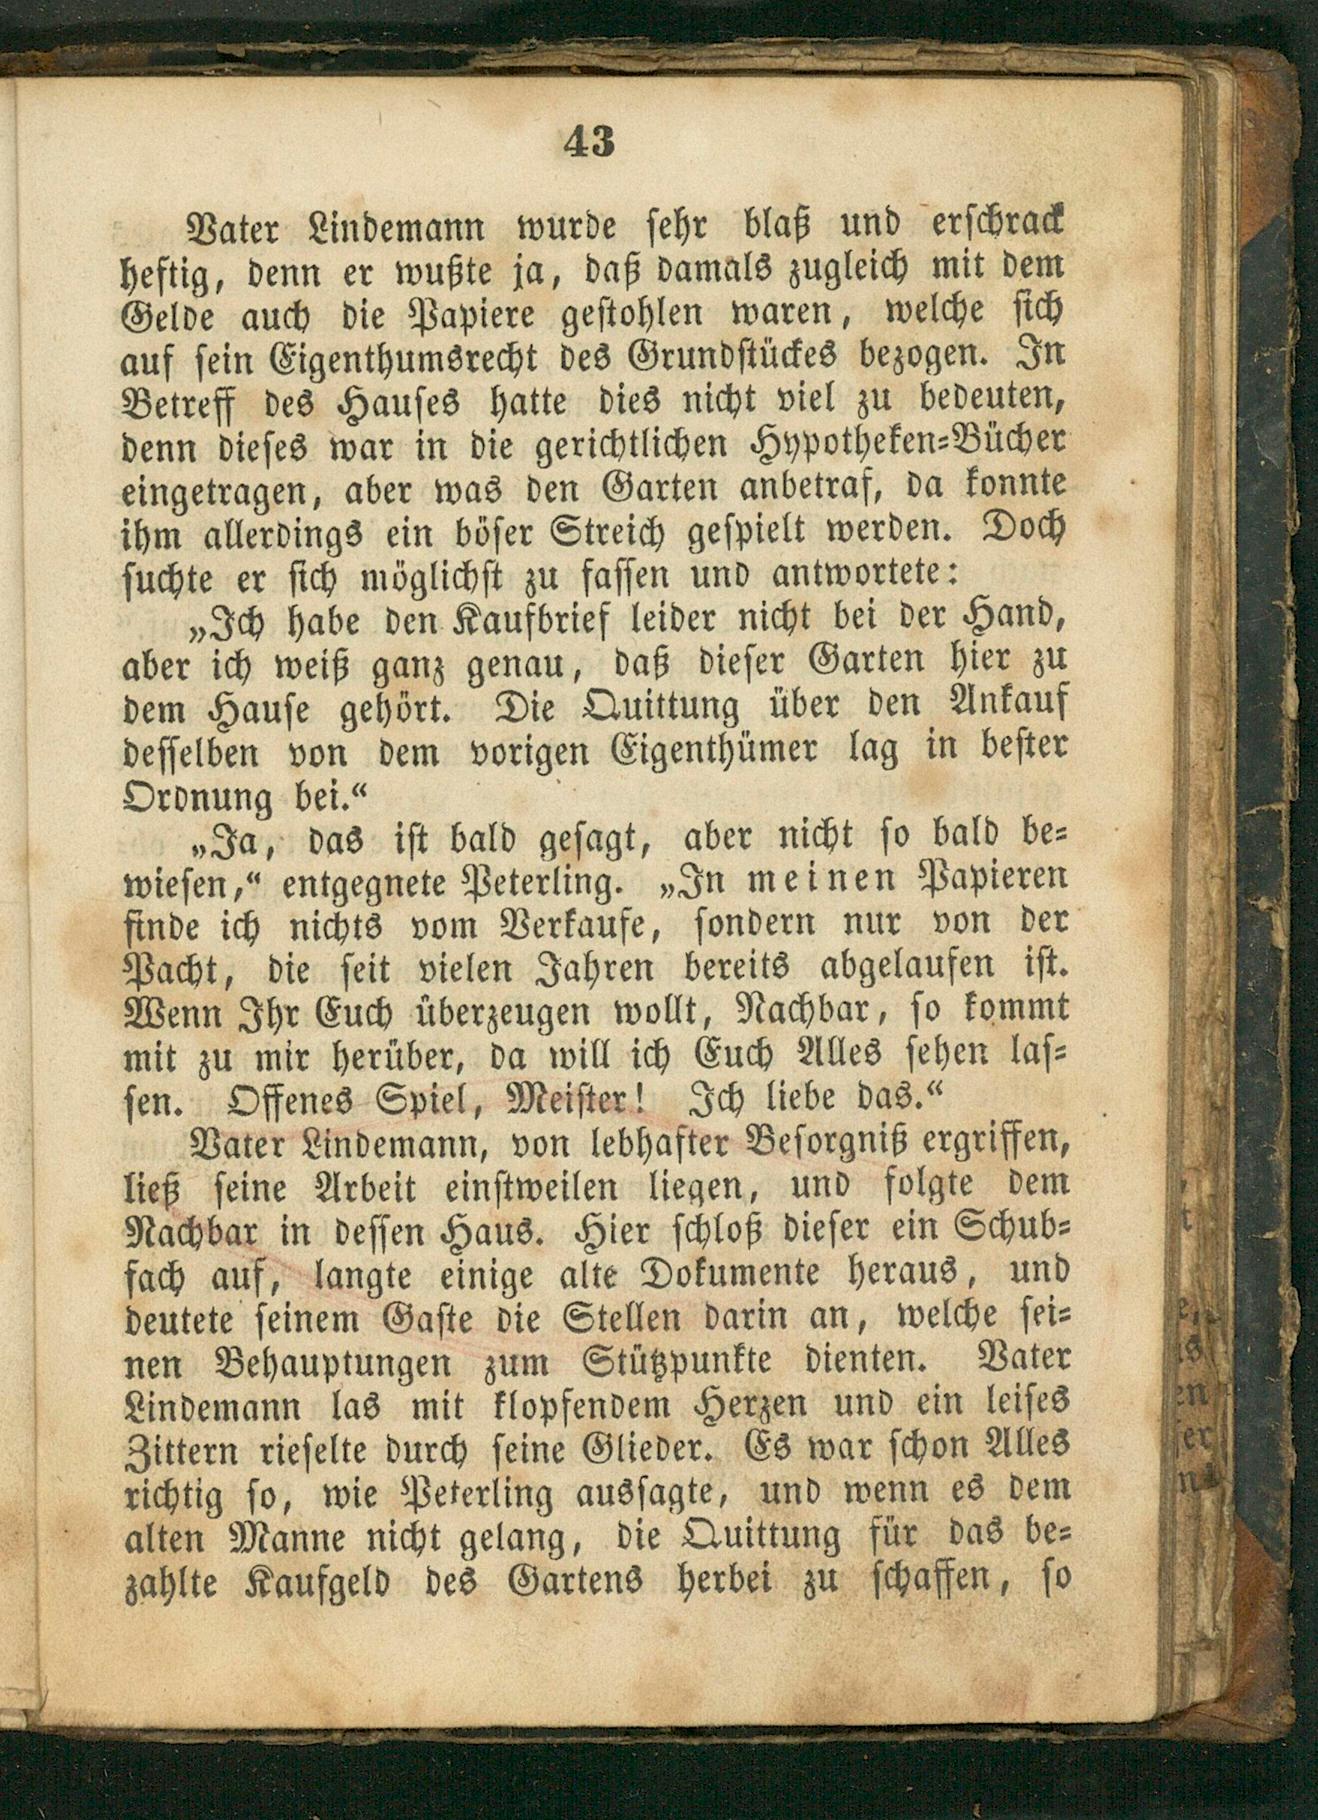 43
Vater Lindemann wurde sehr blaß und erschrack
heftig, denn er wußte ja, daß damals zugleich mit dem
Gelde auch die Papiere gestohlen waren, welche sich
auf sein Eigenthumsrecht des Grundstückes bezogen. In
Betreff des Hauses hatte dies nicht viel zu bedeuten,
denn dieses war in die gerichtlichen Hypotheken-Bücher
eingetragen, aber was den Garten anbetraf, da konnte
ihm allerdings ein böser Streich gespielt werden. Doch
suchte er sich möglichst zu fassen und antwortete:
„Ich habe den Kaufbrief leider nicht bei der Hand,
aber ich weiß ganz genau, daß dieser Garten hier zu
dem Hause gehört. Die Quittung über den Ankauf
desselben von dem vorigen Eigenthümer lag in bester
Ordnung bei.“
„Ja, das ist bald gesagt, aber nicht so bald be-
wiesen,“ entgegnete Peterling. „In meinen Papieren
finde ich nichts vom Verkaufe, sondern nur von der
Pacht, die seit vielen Jahren bereits abgelaufen ist.
Wenn Ihr Euch überzeugen wollt, Nachbar, so kommt
mit zu mir herüber, da will ich Euch Alles sehen las-
sen. Offenes Spiel, Meister! Ich liebe das.“
Vater Lindemann, von lebhafter Besorgniß ergriffen,
ließ seine Arbeit einstweilen liegen, und folgte dem
Nachbar in dessen Haus. Hier schloß dieser ein Schub-
fach auf, langte einige alte Dokumente heraus, und
deutete seinem Gaste die Stellen darin an, welche sei-
nen Behauptungen zum Stützpunkte dienten. Vater
Lindemann las mit klopfendem Herzen und ein leises
Zittern rieselte durch seine Glieder. Es war schon Alles
richtig so, wie Peterling aussagte, und wenn es dem
alten Manne nicht gelang, die Quittung für das be-
zahlte Kaufgeld des Gartens herbei zu schaffen, so